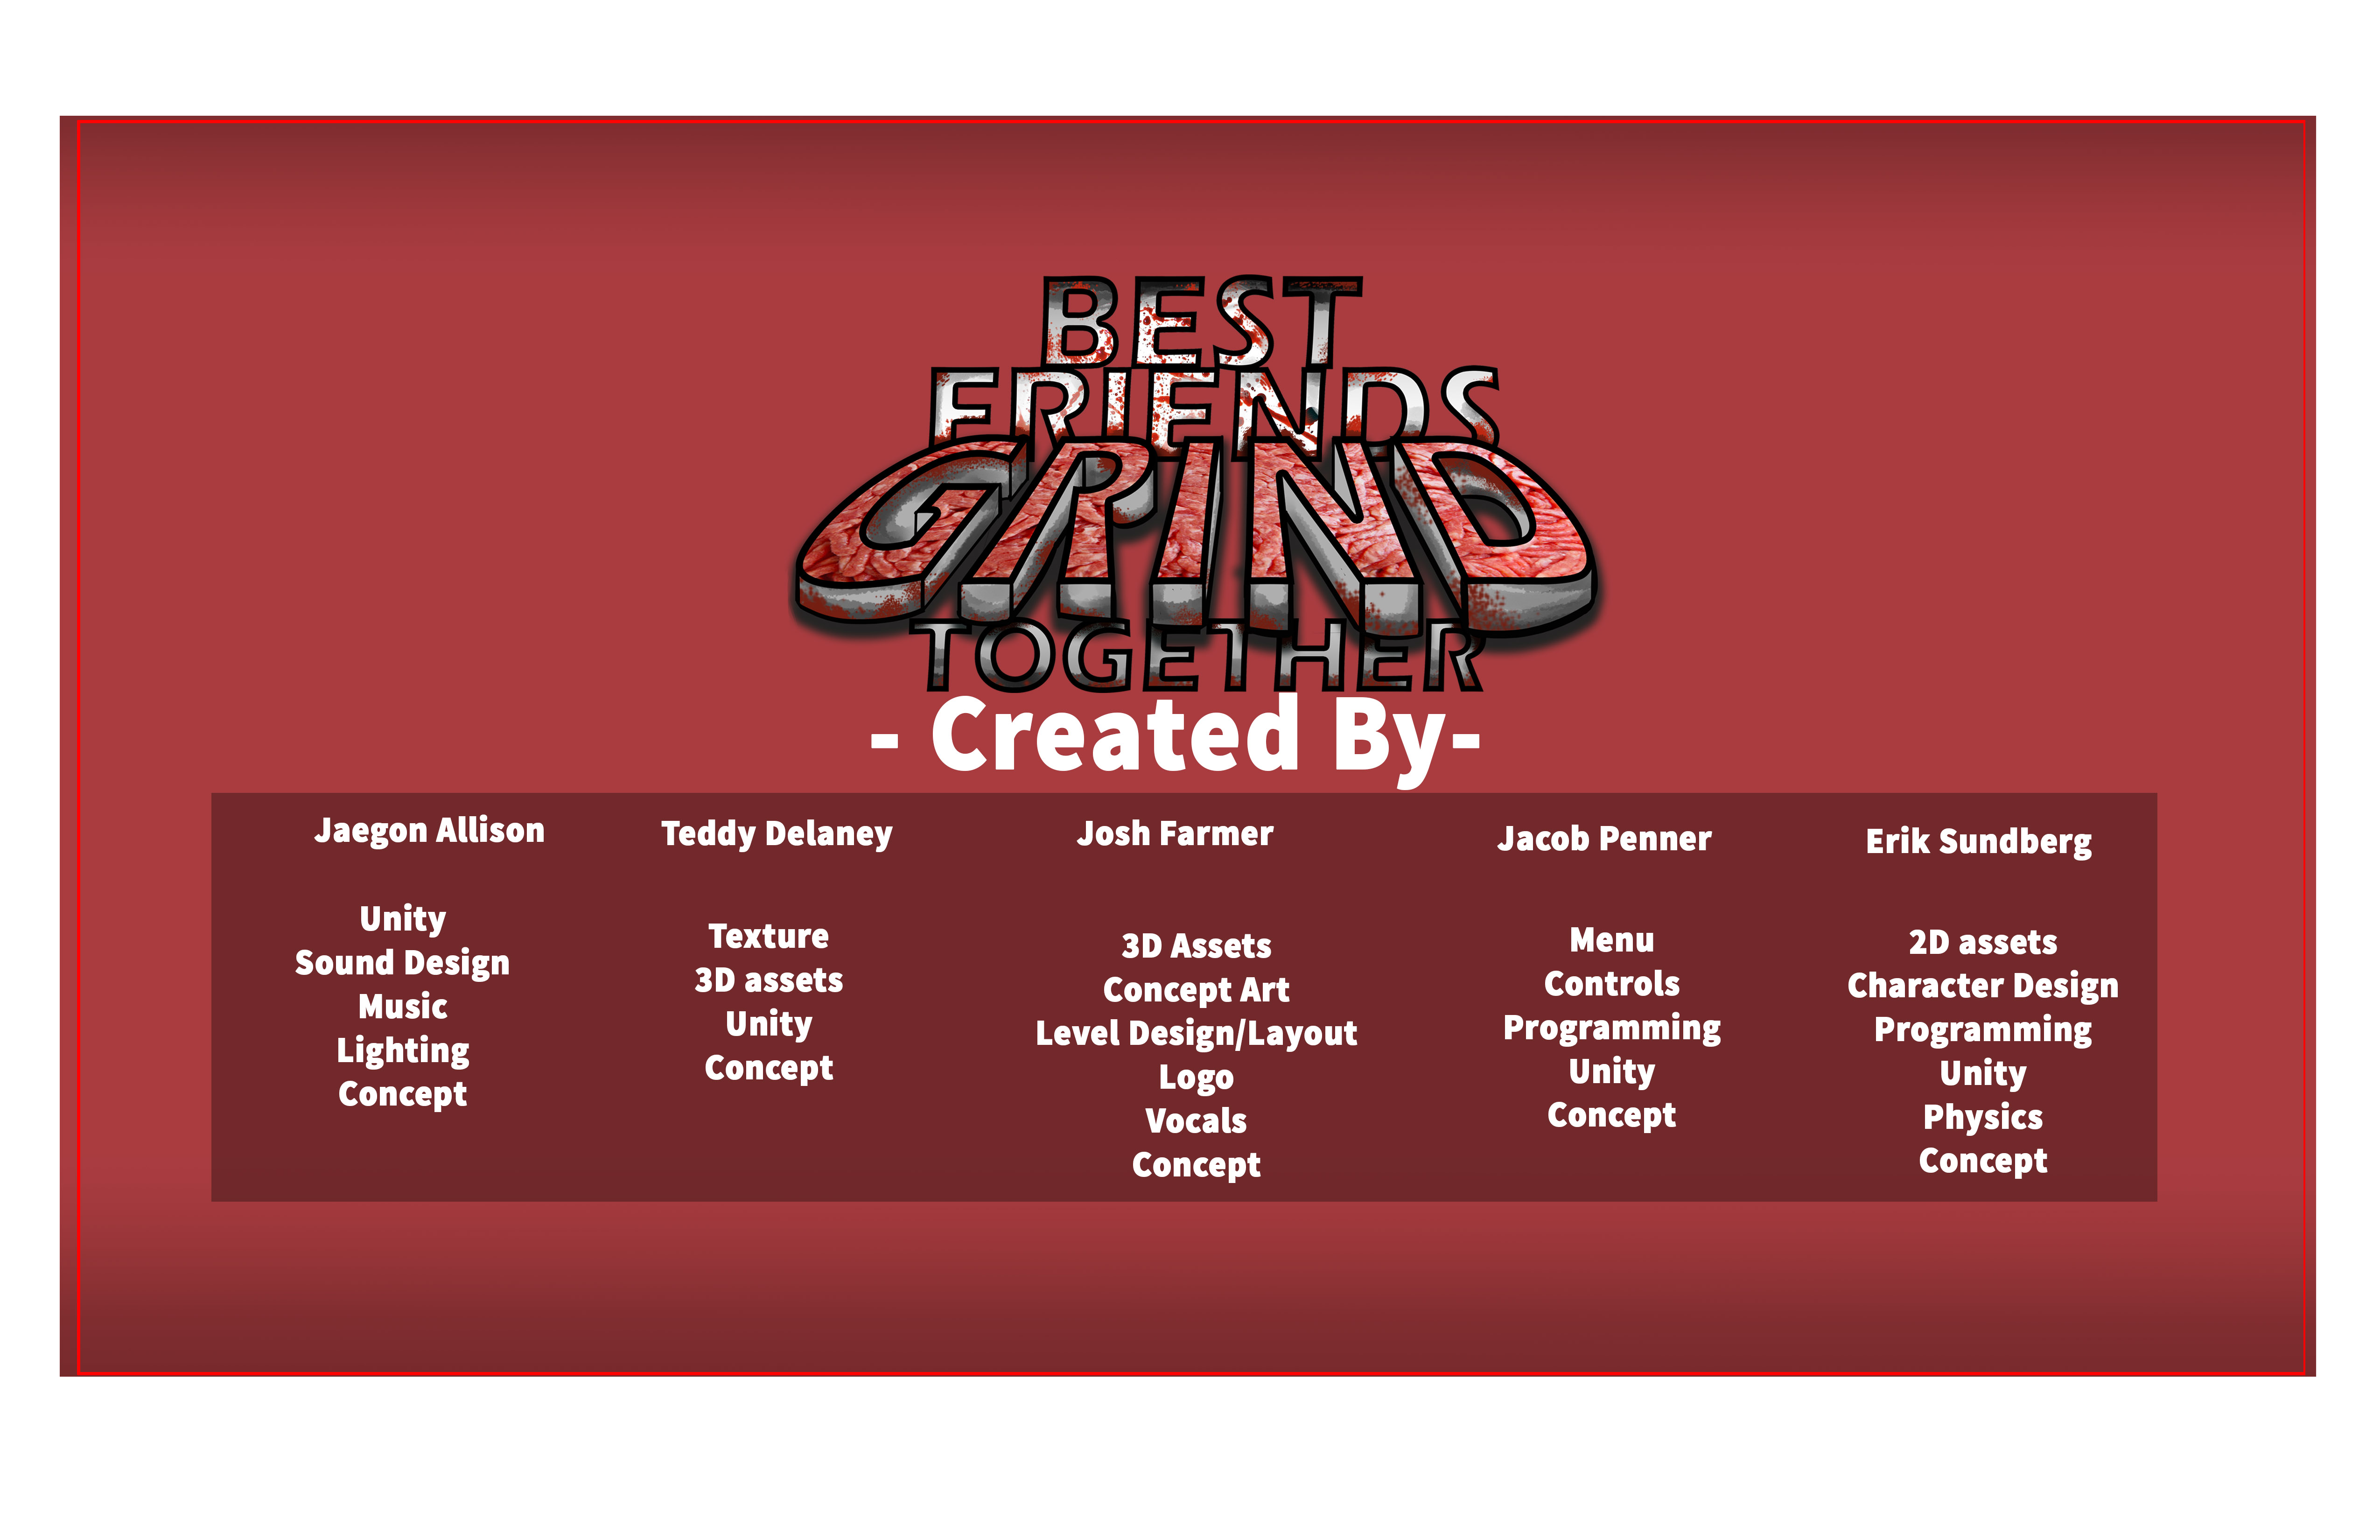 BEST
FRIENDS
GRIND
TOGETHER
- Created By-
Jaegon Allison
Unity
Sound Design
Music
Lighting
Concept
Teddy Delaney
Texture
3D assets
Unity
Concept
Josh Farmer
3D Assets
Concept Art
Level Design/Layout
Logo
Vocals
Concept
Jacob Penner
Menu
Controls
Programming
Unity
Concept
Erik Sundberg
2D assets
Character Design
Programming
Unity
Physics
Concept